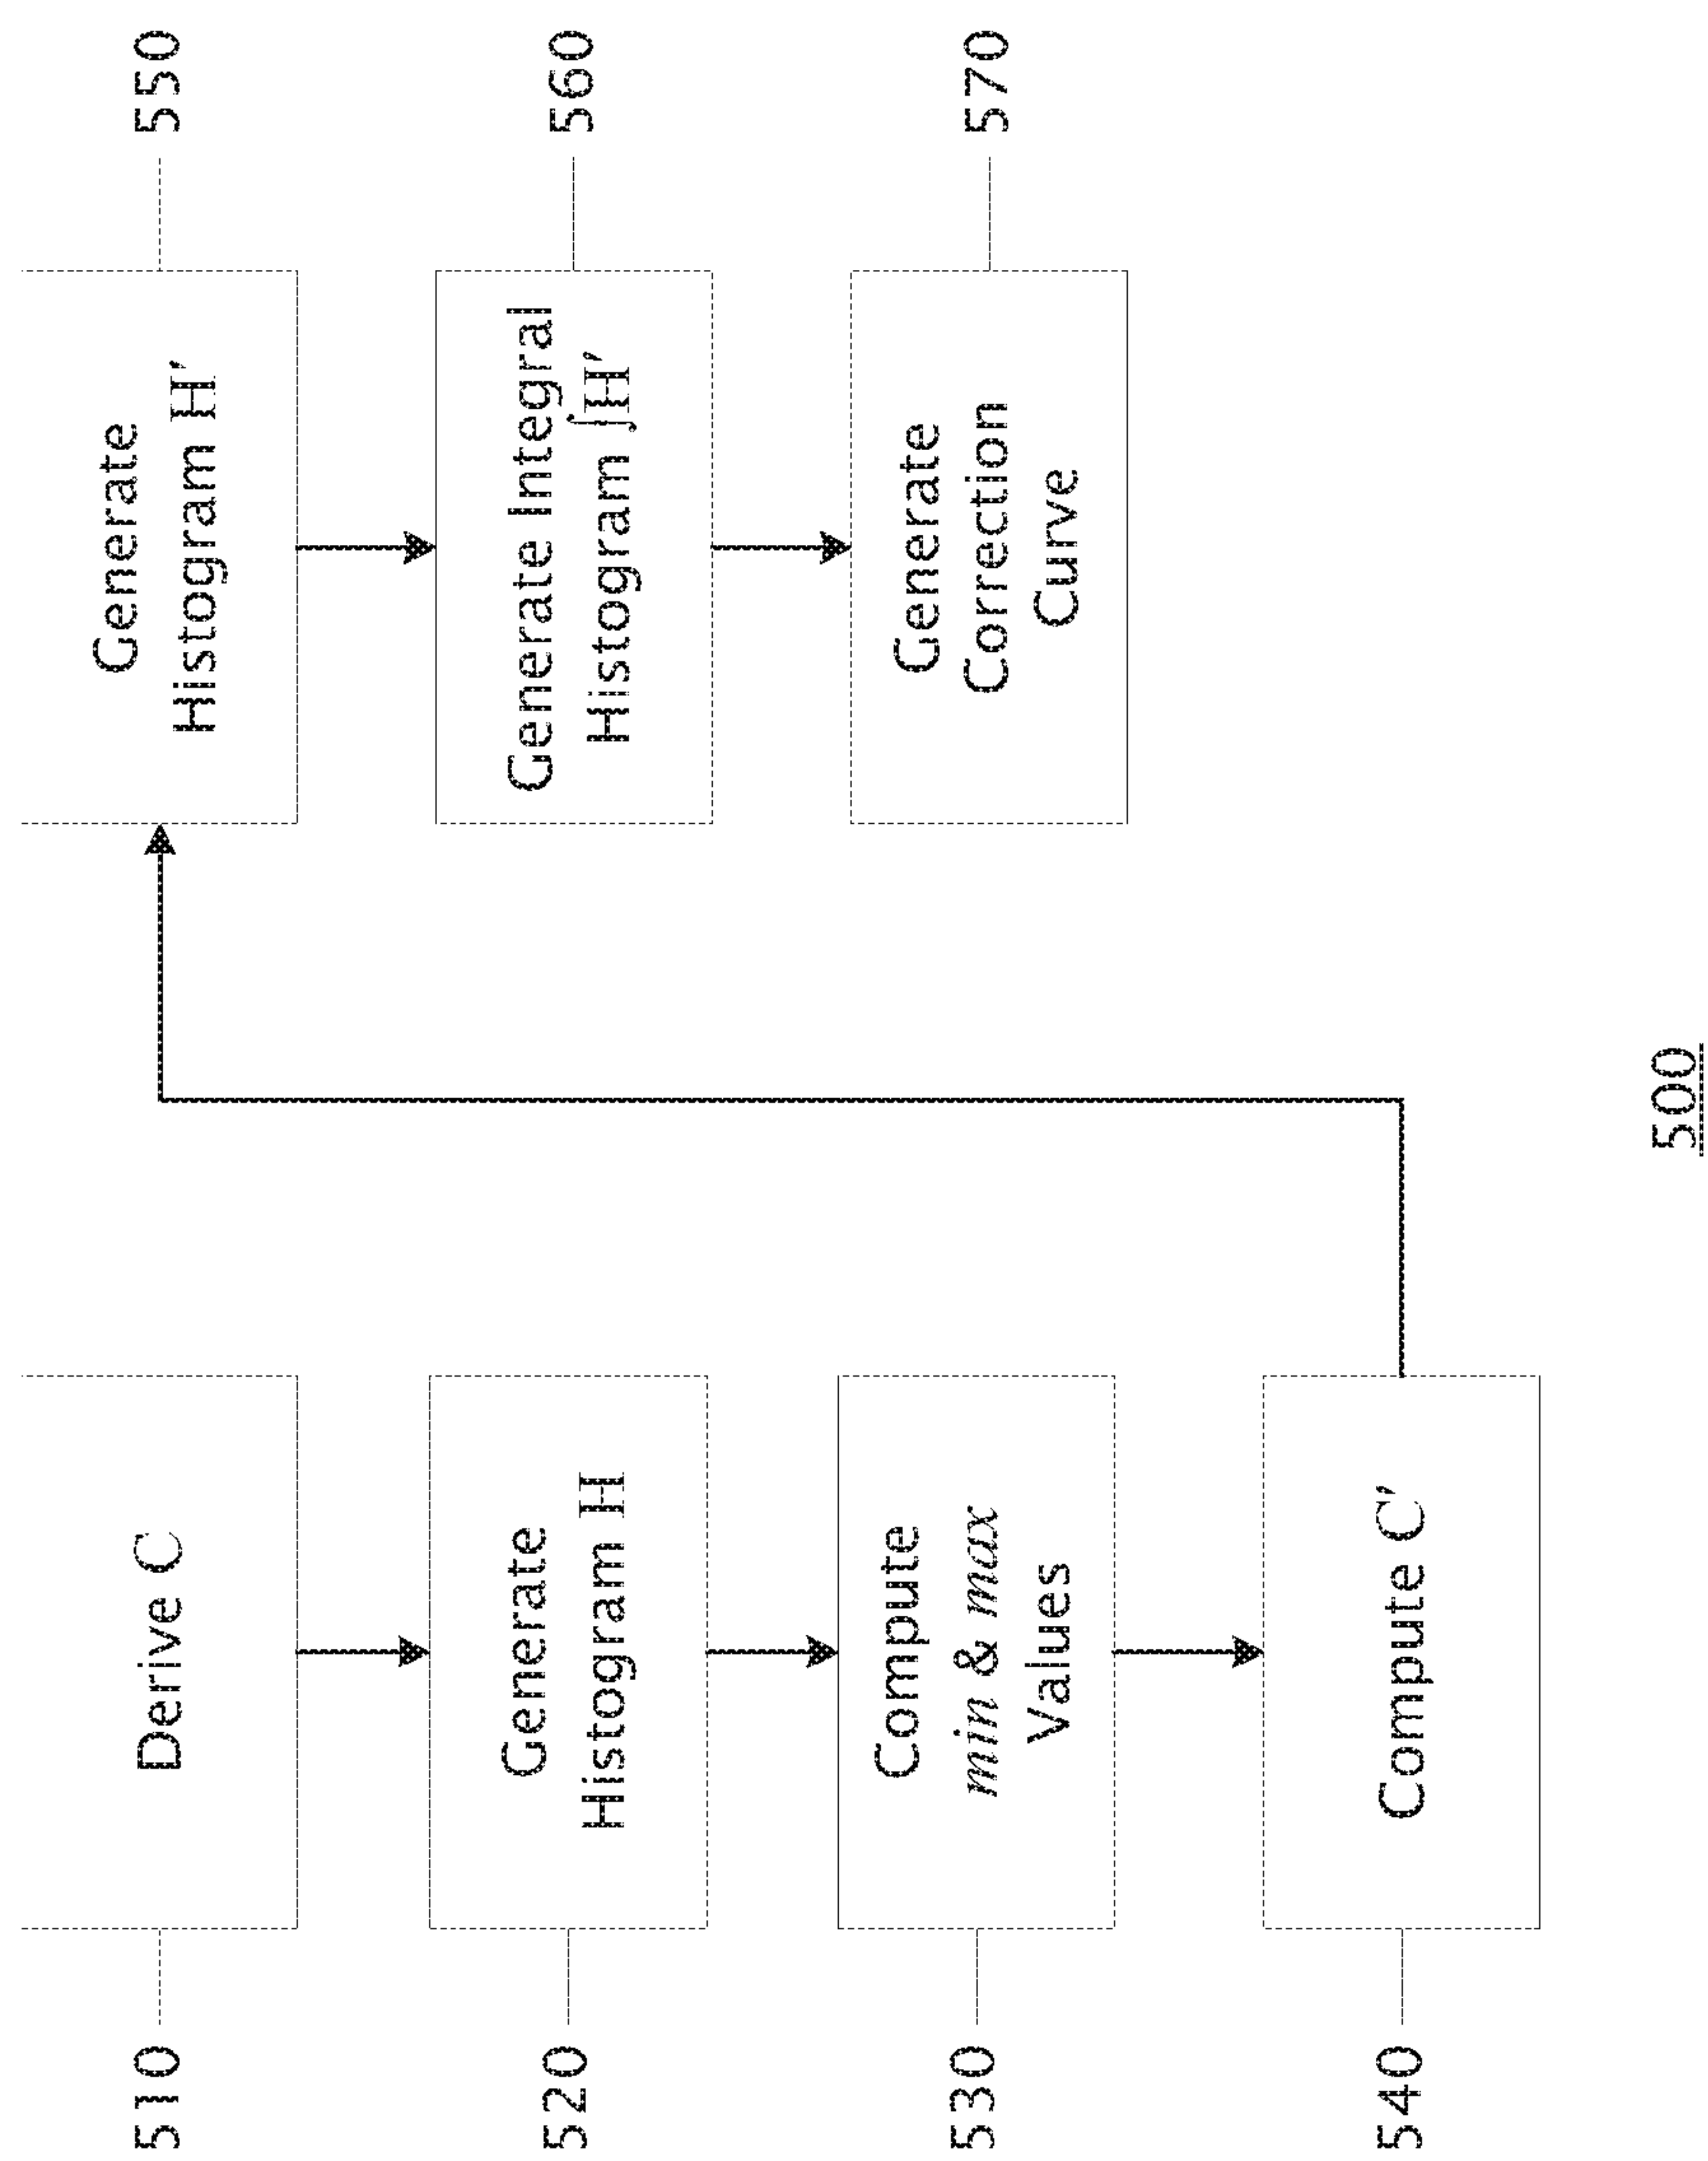 510
Derive C
520
Generate
Histogram H
530
Compute
min & max
Values
540
Compute C′
550
Generate
Histogram H′
560
Generate Integral
Histogram ∫H′
570
Generate
Correction
Curve
500